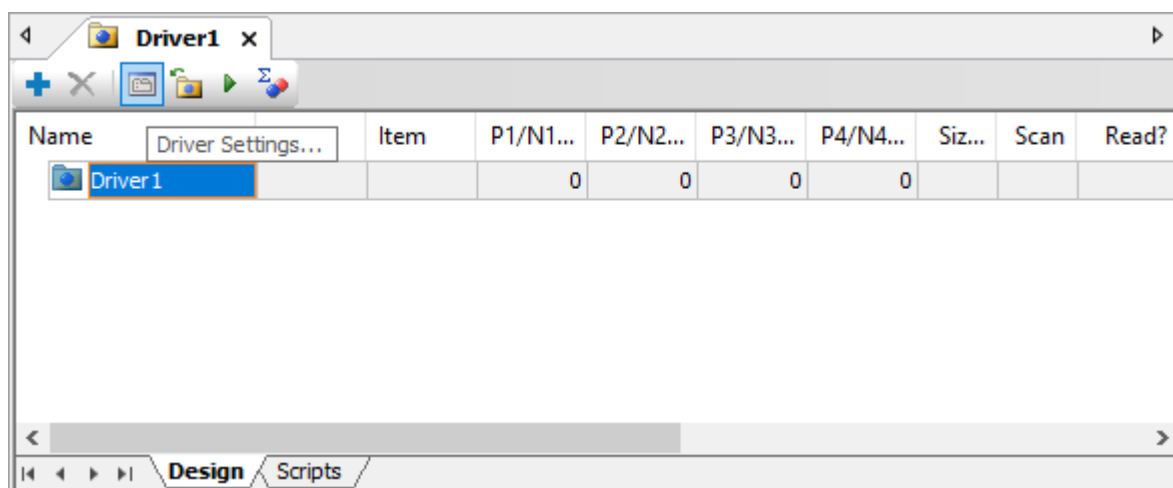 Driver1
Name Item P1/N1... P2/N2... P3/N3... P4/N4... Siz... Scan Read?
Driver Settings...
Driver1 0 0 0 0
Design Scripts